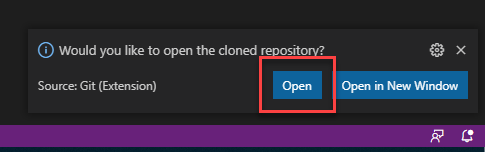 Would you like to open the cloned repository?
Source: Git (Extension)
Open
Open in New Window